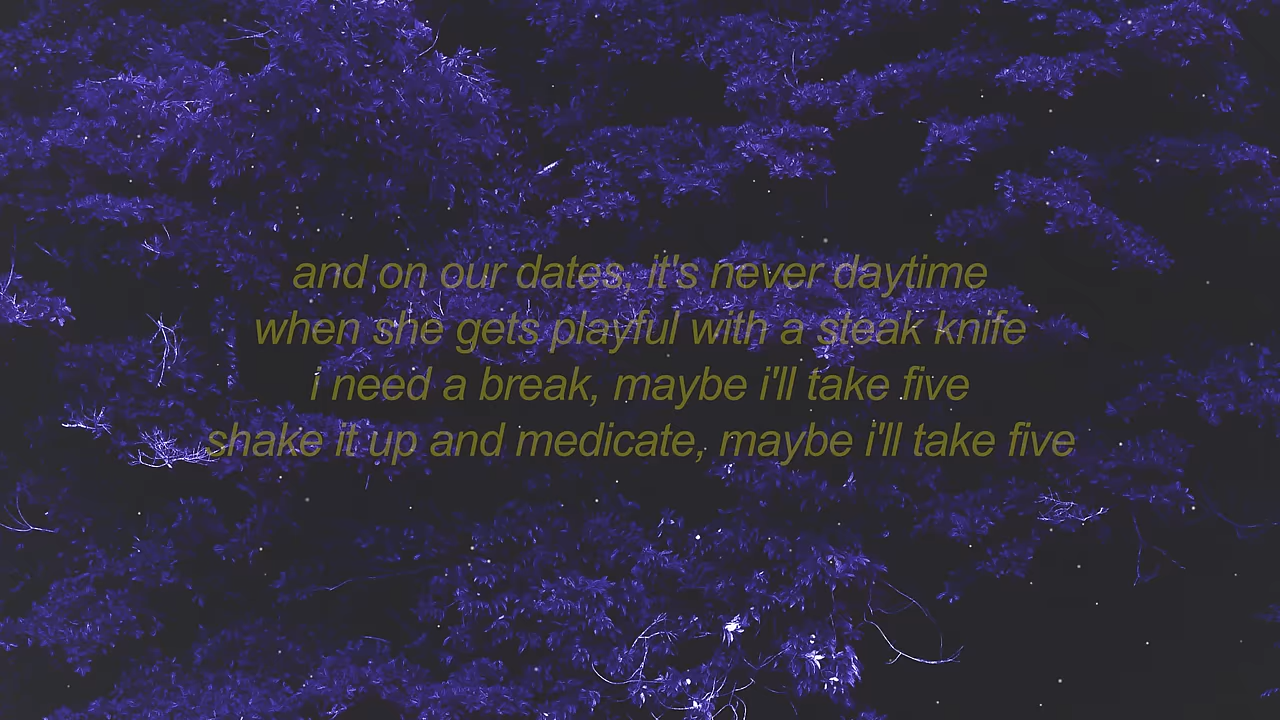 and on our dates, it's never daytime
when she gets playful with a steak knife
i need a break, maybe i'll take five
shake it up and medicate, maybe i'll take five